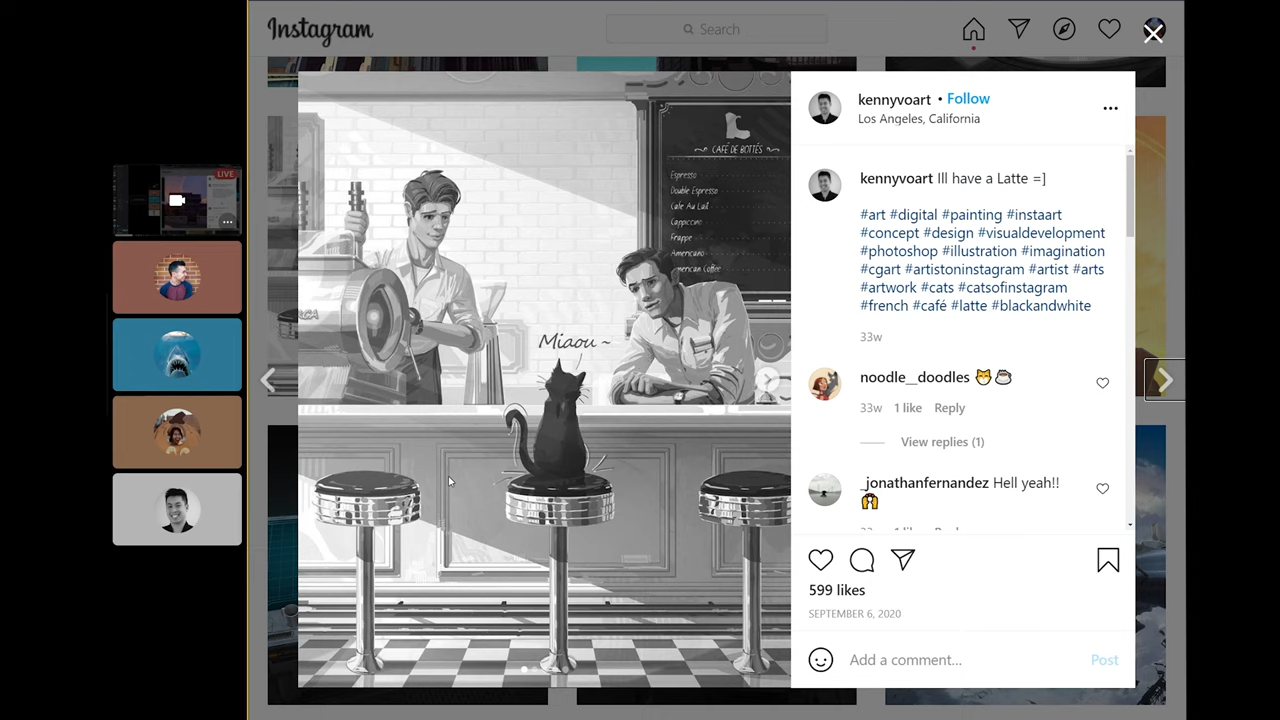 Instagram
Search
LIVE
CAFÉ DE BOTTÉS
Espresso
Double Espresso
Cafe Au Lait
Cappiccino
Frappe
Americano
American Coffee
Miaou ~
kennyvoart • Follow
Los Angeles, California
kennyvoart Ill have a Latte =]
#art #digital #painting #instaart
#concept #design #visualdevelopment
#photoshop #illustration #imagination
#cgart #artistoninstagram #artist #arts
#artwork #cats #catsofinstagram
#french #café #latte #blackandwhite
33w
noodle__doodles 🐱☕
33w 1 like Reply
View replies (1)
_jonathanfernandez Hell yeah!!
🙌
599 likes
SEPTEMBER 6, 2020
Add a comment...
Post